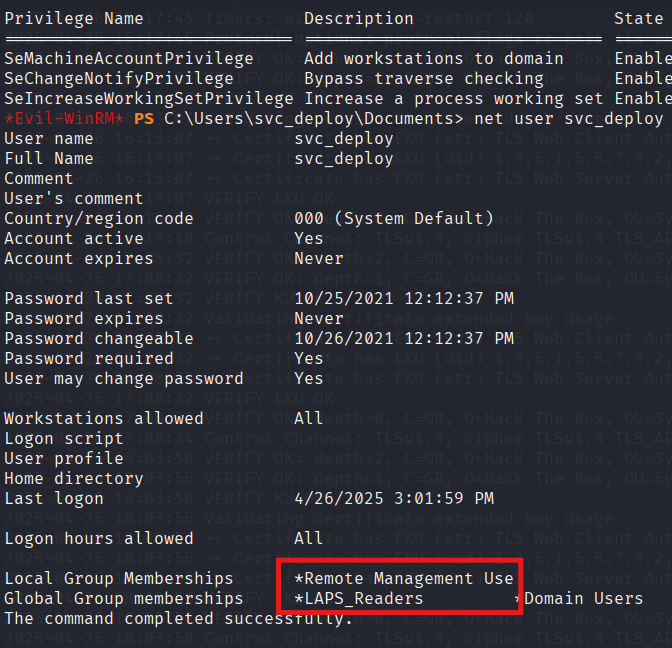 Privilege Name                Description                    State
============================= ============================== ======
SeMachineAccountPrivilege     Add workstations to domain     Enable
SeChangeNotifyPrivilege       Bypass traverse checking       Enable
SeIncreaseWorkingSetPrivilege Increase a process working set Enable
*Evil-WinRM* PS C:\Users\svc_deploy\Documents> net user svc_deploy
User name                    svc_deploy
Full Name                    svc_deploy
Comment
User's comment
Country/region code          000 (System Default)
Account active               Yes
Account expires              Never
Password last set            10/25/2021 12:12:37 PM
Password expires             Never
Password changeable          10/26/2021 12:12:37 PM
Password required            Yes
User may change password     Yes
Workstations allowed         All
Logon script
User profile
Home directory
Last logon                   4/26/2025 3:01:59 PM
Logon hours allowed          All
Local Group Memberships      *Remote Management Use
Global Group memberships     *LAPS_Readers         *Domain Users
The command completed successfully.